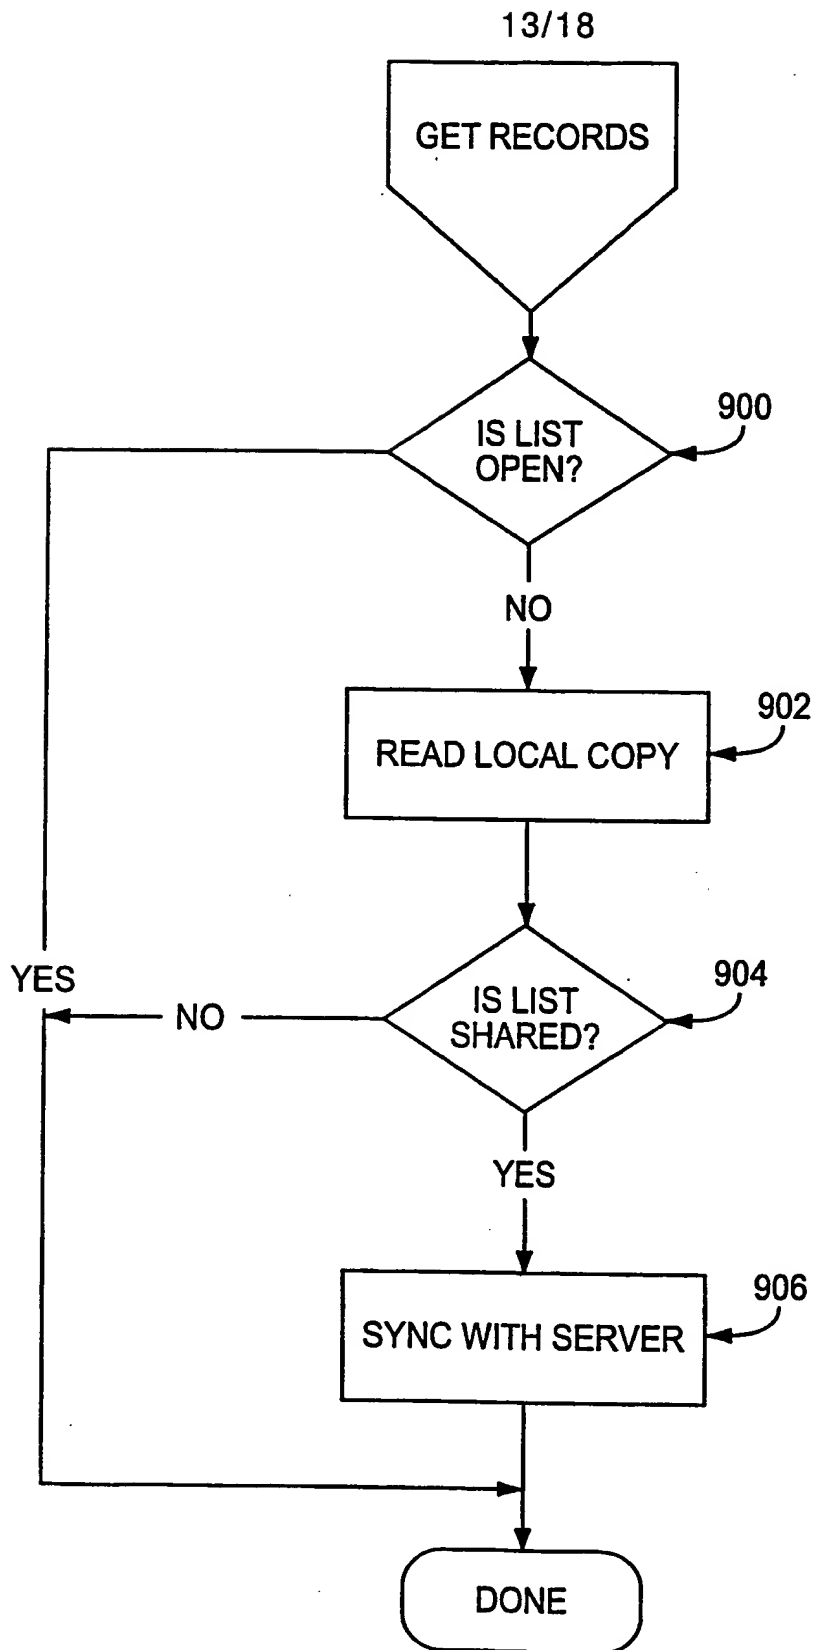 13/18
GET RECORDS
IS LIST
OPEN?
900
NO
READ LOCAL COPY
902
YES
NO
IS LIST
SHARED?
904
YES
SYNC WITH SERVER
906
DONE